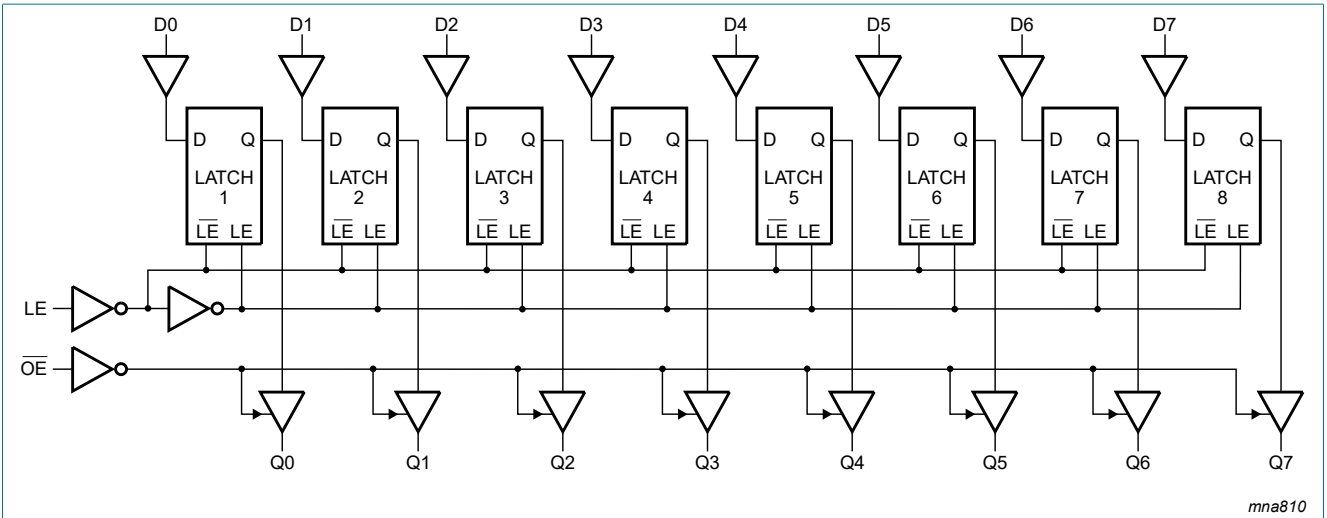 D0 D1 D2 D3 D4 D5 D6 D7
D Q D Q D Q D Q D Q D Q D Q D Q
LATCH LATCH LATCH LATCH LATCH LATCH LATCH LATCH
1 2 3 4 5 6 7 8
L̅E̅ LE L̅E̅ LE L̅E̅ LE L̅E̅ LE L̅E̅ LE L̅E̅ LE L̅E̅ LE L̅E̅ LE
LE
O̅E̅
Q0 Q1 Q2 Q3 Q4 Q5 Q6 Q7
mna810